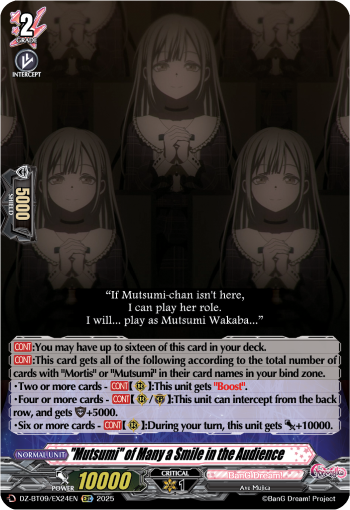 2
GRADE
INTERCEPT
5000
SHIELD
“If Mutsumi-chan isn't here,
I can play her role.
I will... play as Mutsumi Wakaba...”
CONT:You may have up to sixteen of this card in your deck.
CONT:This card gets all of the following according to the total number of
cards with "Mortis" or "Mutsumi" in their card names in your bind zone.
·Two or more cards - CONT【 】:This unit gets "Boost".
·Four or more cards - CONT【 / 】:This unit can intercept from the back
row, and gets +5000.
·Six or more cards - CONT【 】:During your turn, this unit gets +10000.
NORMAL UNIT
"Mutsumi" of Many a Smile in the Audience
POWER 10000
CRITICAL
1
BanG Dream!
Ave Mujica
DZ-BT09/EX24EN 2025
©BanG Dream! Project